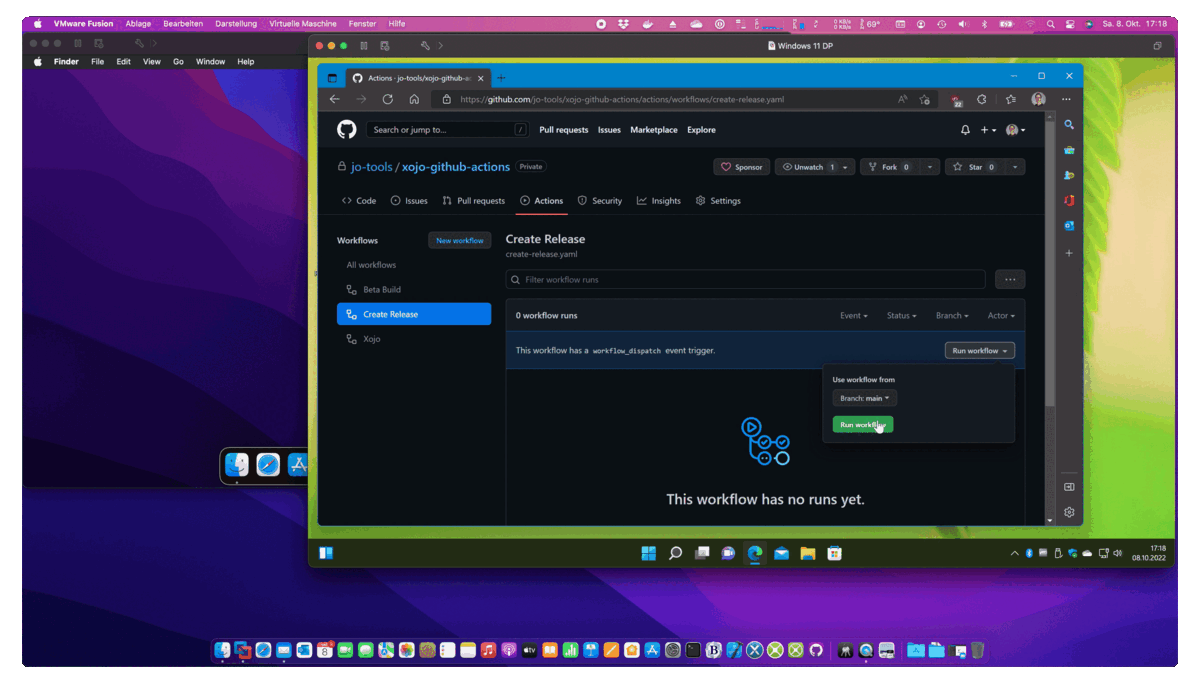 VMware Fusion Ablage Bearbeiten Darstellung Virtuelle Maschine Fenster Hilfe
69° Sa. 8. Okt. 17:18
Windows 11 DP
Finder File Edit View Go Window Help
Actions · jo-tools/xojo-github-ac
https://github.com/jo-tools/xojo-github-actions/actions/workflows/create-release.yaml
22
Search or jump to... /
Pull requests Issues Marketplace Explore
jo-tools / xojo-github-actions Private
Sponsor Unwatch 1 Fork 0 Star 0
Code Issues Pull requests Actions Security Insights Settings
Workflows New workflow
All workflows
Beta Build
Create Release
Xojo
Create Release
create-release.yaml
Filter workflow runs
0 workflow runs Event Status Branch Actor
This workflow has a workflow_dispatch event trigger. Run workflow
Use workflow from
Branch: main
Run workflow
This workflow has no runs yet.
17:18
08.10.2022